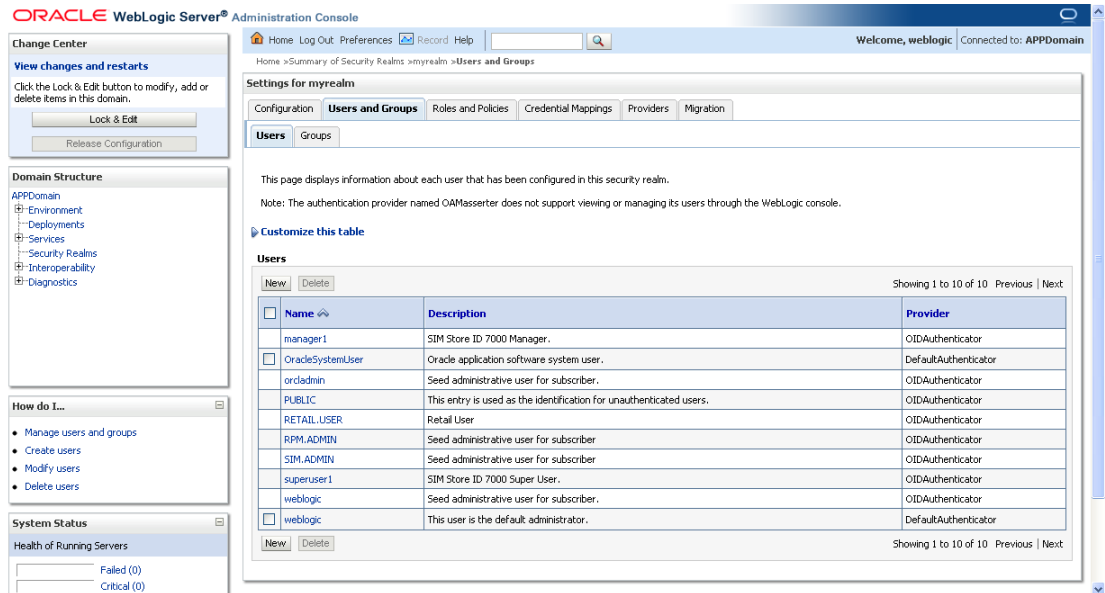 ORACLE WebLogic Server® Administration Console
Change Center
View changes and restarts
Click the Lock & Edit button to modify, add or
delete items in this domain.
Lock & Edit
Release Configuration
Domain Structure
APPDomain
Environment
Deployments
Services
Security Realms
Interoperability
Diagnostics
How do I...
Manage users and groups
Create users
Modify users
Delete users
System Status
Health of Running Servers
Failed (0)
Critical (0)
Home Log Out Preferences Record Help
Welcome, weblogic Connected to: APPDomain
Home >Summary of Security Realms >myrealm >Users and Groups
Settings for myrealm
Configuration Users and Groups Roles and Policies Credential Mappings Providers Migration
Users Groups
This page displays information about each user that has been configured in this security realm.
Note: The authentication provider named OAMasserter does not support viewing or managing its users through the WebLogic console.
Customize this table
Users
New Delete Showing 1 to 10 of 10 Previous | Next
Name Description Provider
manager1 SIM Store ID 7000 Manager. OIDAuthenticator
OracleSystemUser Oracle application software system user. DefaultAuthenticator
orcladmin Seed administrative user for subscriber. OIDAuthenticator
PUBLIC This entry is used as the identification for unauthenticated users. OIDAuthenticator
RETAIL.USER Retail User OIDAuthenticator
RPM.ADMIN Seed administrative user for subscriber OIDAuthenticator
SIM.ADMIN Seed administrative user for subscriber OIDAuthenticator
superuser1 SIM Store ID 7000 Super User. OIDAuthenticator
weblogic Seed administrative user for subscriber. OIDAuthenticator
weblogic This user is the default administrator. DefaultAuthenticator
New Delete Showing 1 to 10 of 10 Previous | Next